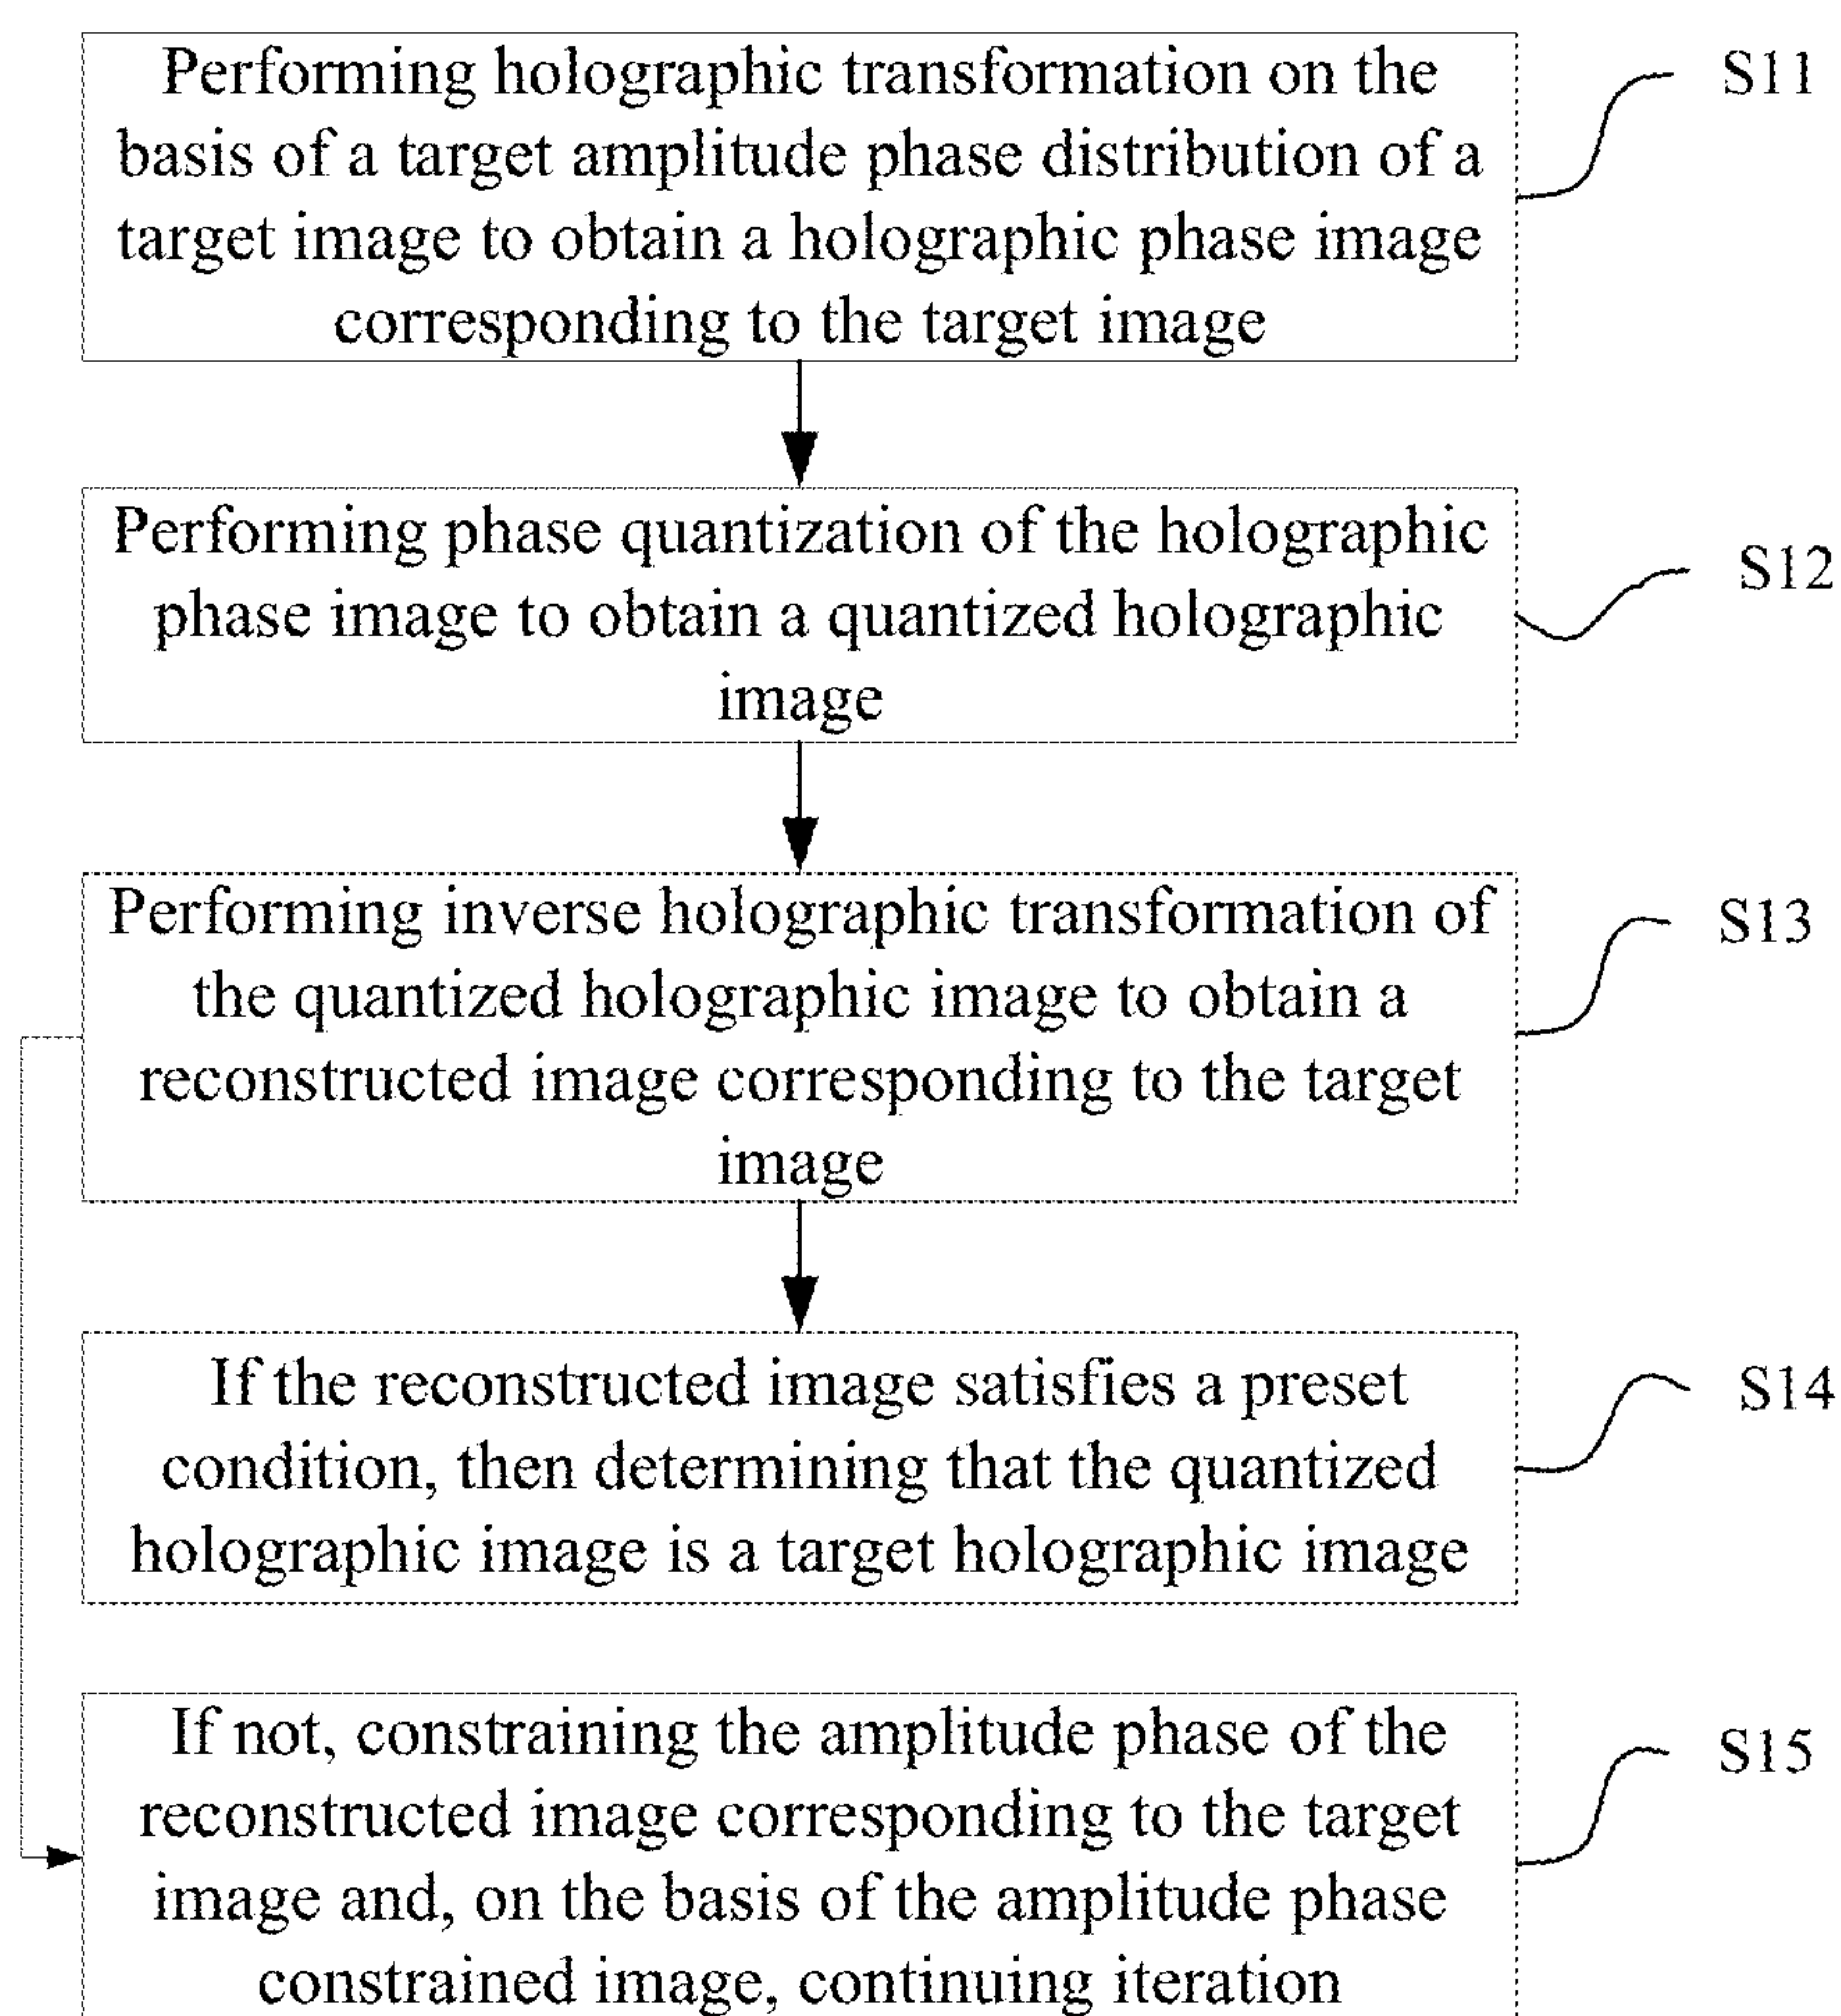 Performing holographic transformation on the
basis of a target amplitude phase distribution of a
target image to obtain a holographic phase image
corresponding to the target image
S11
Performing phase quantization of the holographic
phase image to obtain a quantized holographic
image
S12
Performing inverse holographic transformation of
the quantized holographic image to obtain a
reconstructed image corresponding to the target
image
S13
If the reconstructed image satisfies a preset
condition, then determining that the quantized
holographic image is a target holographic image
S14
If not, constraining the amplitude phase of the
reconstructed image corresponding to the target
image and, on the basis of the amplitude phase
constrained image, continuing iteration
S15